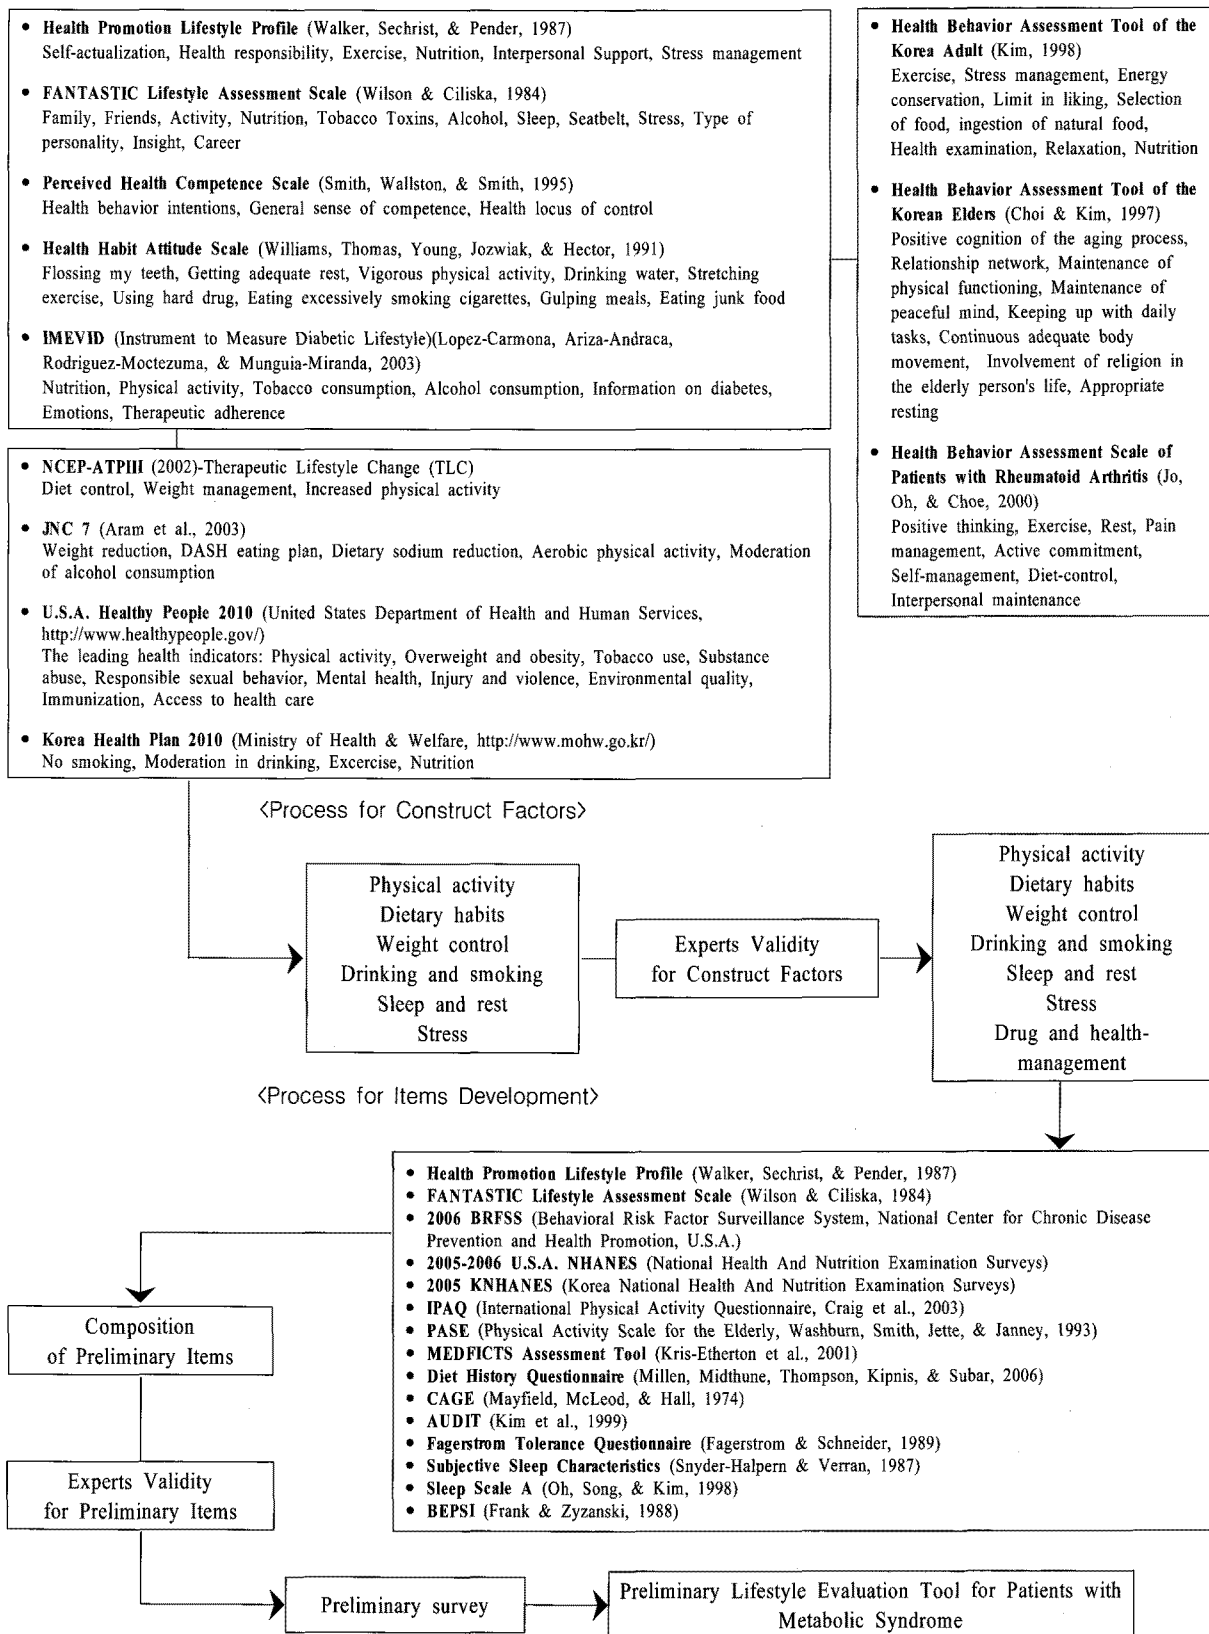 • Health Promotion Lifestyle Profile (Walker, Sechrist, & Pender, 1987)
Self-actualization, Health responsibility, Exercise, Nutrition, Interpersonal Support, Stress management
• FANTASTIC Lifestyle Assessment Scale (Wilson & Ciliska, 1984)
Family, Friends, Activity, Nutrition, Tobacco Toxins, Alcohol, Sleep, Seatbelt, Stress, Type of
personality, Insight, Career
• Perceived Health Competence Scale (Smith, Wallston, & Smith, 1995)
Health behavior intentions, General sense of competence, Health locus of control
• Health Habit Attitude Scale (Williams, Thomas, Young, Jozwiak, & Hector, 1991)
Flossing my teeth, Getting adequate rest, Vigorous physical activity, Drinking water, Stretching
exercise, Using hard drug, Eating excessively smoking cigarettes, Gulping meals, Eating junk food
• IMEVID (Instrument to Measure Diabetic Lifestyle)(Lopez-Carmona, Ariza-Andraca,
Rodriguez-Moctezuma, & Munguia-Miranda, 2003)
Nutrition, Physical activity, Tobacco consumption, Alcohol consumption, Information on diabetes,
Emotions, Therapeutic adherence
• Health Behavior Assessment Tool of the
Korea Adult (Kim, 1998)
Exercise, Stress management, Energy
conservation, Limit in liking, Selection
of food, ingestion of natural food,
Health examination, Relaxation, Nutrition
• Health Behavior Assessment Tool of the
Korean Elders (Choi & Kim, 1997)
Positive cognition of the aging process,
Relationship network, Maintenance of
physical functioning, Maintenance of
peaceful mind, Keeping up with daily
tasks, Continuous adequate body
movement, Involvement of religion in
the elderly person's life, Appropriate
resting
• Health Behavior Assessment Scale of
Patients with Rheumatoid Arthritis (Jo,
Oh, & Choe, 2000)
Positive thinking, Exercise, Rest, Pain
management, Active commitment,
Self-management, Diet-control,
Interpersonal maintenance
• NCEP-ATPIII (2002)-Therapeutic Lifestyle Change (TLC)
Diet control, Weight management, Increased physical activity
• JNC 7 (Aram et al., 2003)
Weight reduction, DASH eating plan, Dietary sodium reduction, Aerobic physical activity, Moderation
of alcohol consumption
• U.S.A. Healthy People 2010 (United States Department of Health and Human Services,
http://www.healthypeople.gov/)
The leading health indicators: Physical activity, Overweight and obesity, Tobacco use, Substance
abuse, Responsible sexual behavior, Mental health, Injury and violence, Environmental quality,
Immunization, Access to health care
• Korea Health Plan 2010 (Ministry of Health & Welfare, http://www.mohw.go.kr/)
No smoking, Moderation in drinking, Excercise, Nutrition
<Process for Construct Factors>
Physical activity
Dietary habits
Weight control
Drinking and smoking
Sleep and rest
Stress
Experts Validity
for Construct Factors
Physical activity
Dietary habits
Weight control
Drinking and smoking
Sleep and rest
Stress
Drug and health-
management
<Process for Items Development>
• Health Promotion Lifestyle Profile (Walker, Sechrist, & Pender, 1987)
• FANTASTIC Lifestyle Assessment Scale (Wilson & Ciliska, 1984)
• 2006 BRFSS (Behavioral Risk Factor Surveillance System, National Center for Chronic Disease
Prevention and Health Promotion, U.S.A.)
• 2005-2006 U.S.A. NHANES (National Health And Nutrition Examination Surveys)
• 2005 KNHANES (Korea National Health And Nutrition Examination Surveys)
• IPAQ (International Physical Activity Questionnaire, Craig et al., 2003)
• PASE (Physical Activity Scale for the Elderly, Washburn, Smith, Jette, & Janney, 1993)
• MEDFICTS Assessment Tool (Kris-Etherton et al., 2001)
• Diet History Questionnaire (Millen, Midthune, Thompson, Kipnis, & Subar, 2006)
• CAGE (Mayfield, McLeod, & Hall, 1974)
• AUDIT (Kim et al., 1999)
• Fagerstrom Tolerance Questionnaire (Fagerstrom & Schneider, 1989)
• Subjective Sleep Characteristics (Snyder-Halpern & Verran, 1987)
• Sleep Scale A (Oh, Song, & Kim, 1998)
• BEPSI (Frank & Zyzanski, 1988)
Composition
of Preliminary Items
Experts Validity
for Preliminary Items
Preliminary survey
Preliminary Lifestyle Evaluation Tool for Patients with
Metabolic Syndrome